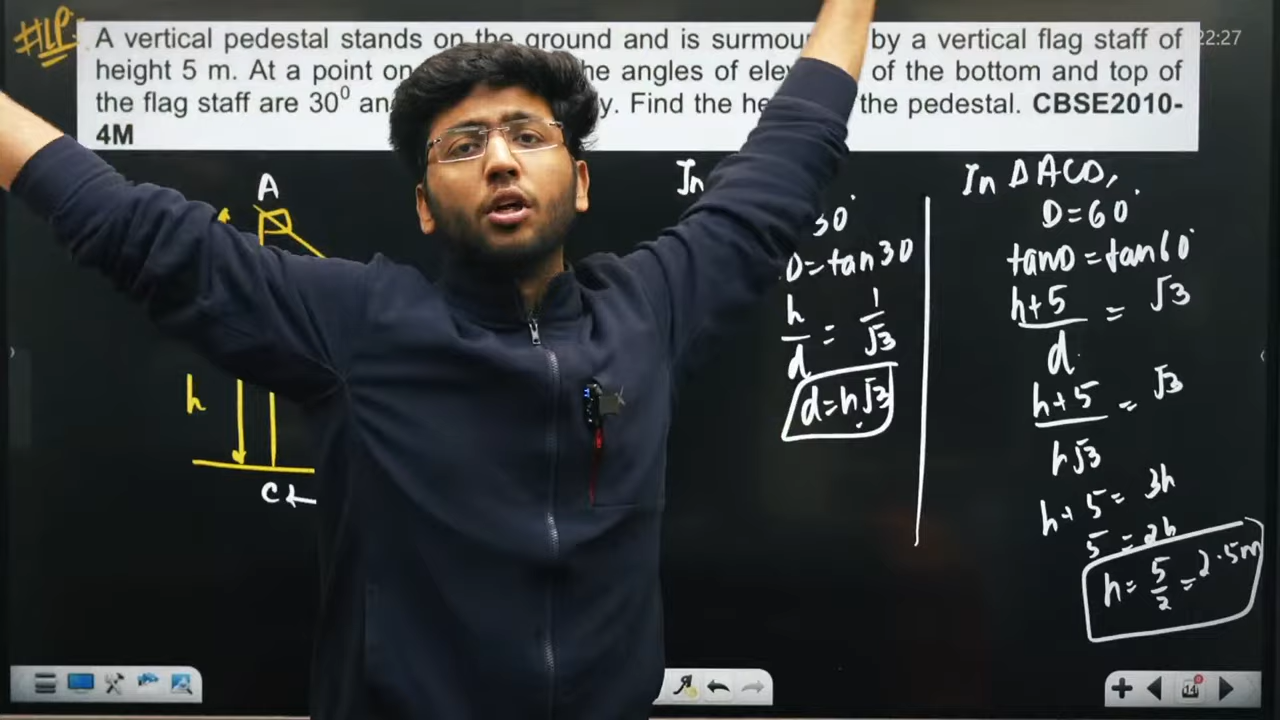 #LP.
A vertical pedestal stands on the ground and is surmou by a vertical flag staff of
height 5 m. At a point on he angles of ele of the bottom and top of
the flag staff are 30⁰ an y. Find the he the pedestal. CBSE2010-
4M
22:27
A
h
C
In
30°
D=tan30
h/d = 1/√3
d=h√3
In ΔACD,
D=60°
tanD=tan60°
h+5/d = √3
h+5/h√3 = √3
h+5=3h
5=2h
h=5/2=2.5m
14